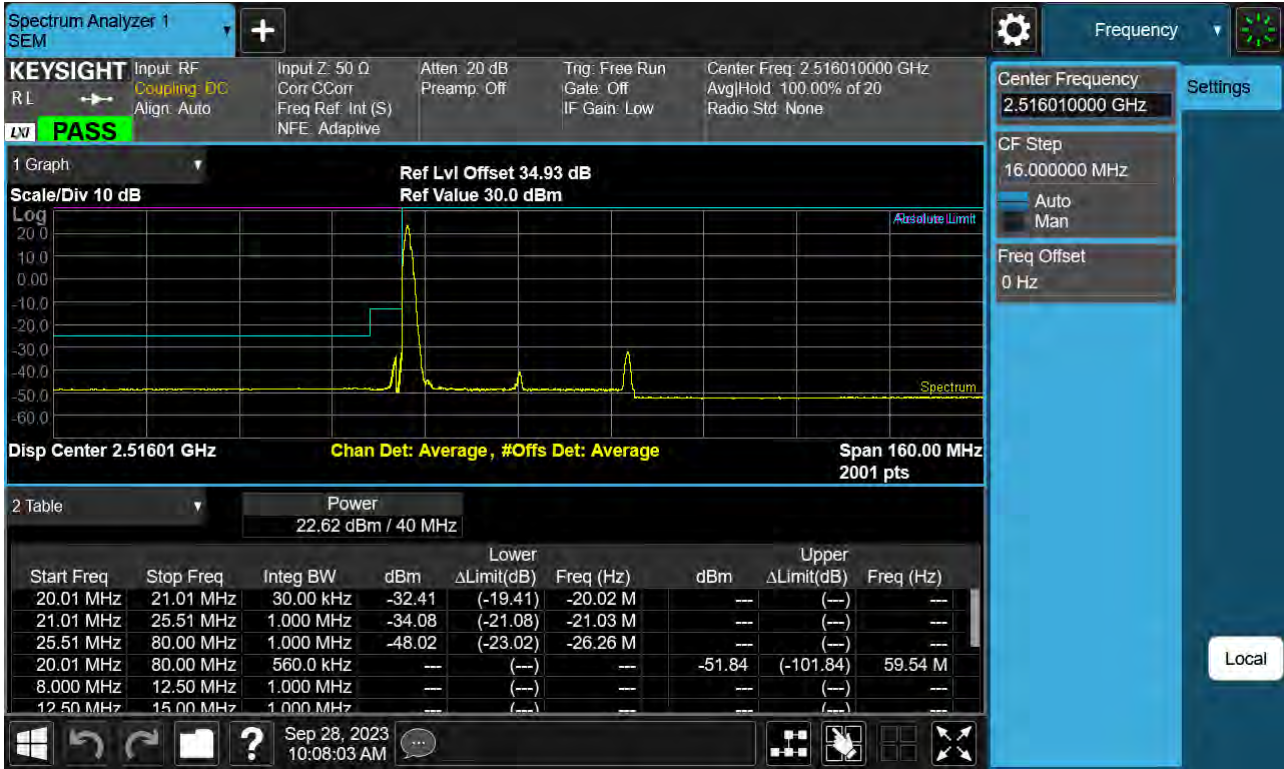 Spectrum Analyzer 1
SEM
+
Frequency
KEYSIGHT
RL
LXI PASS
Input: RF
Coupling: DC
Align: Auto
Input Z: 50 Ω
Corr CCorr
Freq Ref: Int (S)
NFE: Adaptive
Atten: 20 dB
Preamp: Off
Trig: Free Run
Gate: Off
IF Gain: Low
Center Freq: 2.516010000 GHz
Avg|Hold: 100.00% of 20
Radio Std: None
Center Frequency
2.516010000 GHz
Settings
CF Step
16.000000 MHz
Auto
Man
Freq Offset
0 Hz
Local
1 Graph
Scale/Div 10 dB
Ref Lvl Offset 34.93 dB
Ref Value 30.0 dBm
Log
Absolute Limit
20.0
10.0
0.00
-10.0
-20.0
-30.0
-40.0
-50.0
-60.0
Spectrum
Disp Center 2.51601 GHz Chan Det: Average, #Offs Det: Average Span 160.00 MHz
2001 pts
2 Table
Power
22.62 dBm / 40 MHz
Lower Upper
Start Freq Stop Freq Integ BW dBm ΔLimit(dB) Freq (Hz) dBm ΔLimit(dB) Freq (Hz)
20.01 MHz 21.01 MHz 30.00 kHz -32.41 (-19.41) -20.02 M --- (---) ---
21.01 MHz 25.51 MHz 1.000 MHz -34.08 (-21.08) -21.03 M --- (---) ---
25.51 MHz 80.00 MHz 1.000 MHz -48.02 (-23.02) -26.26 M --- (---) ---
20.01 MHz 80.00 MHz 560.0 kHz --- (---) --- -51.84 (-101.84) 59.54 M
8.000 MHz 12.50 MHz 1.000 MHz --- (---) --- --- (---) ---
12.50 MHz 15.00 MHz 1.000 MHz --- (---) --- --- (---) ---
?
Sep 28, 2023
10:08:03 AM